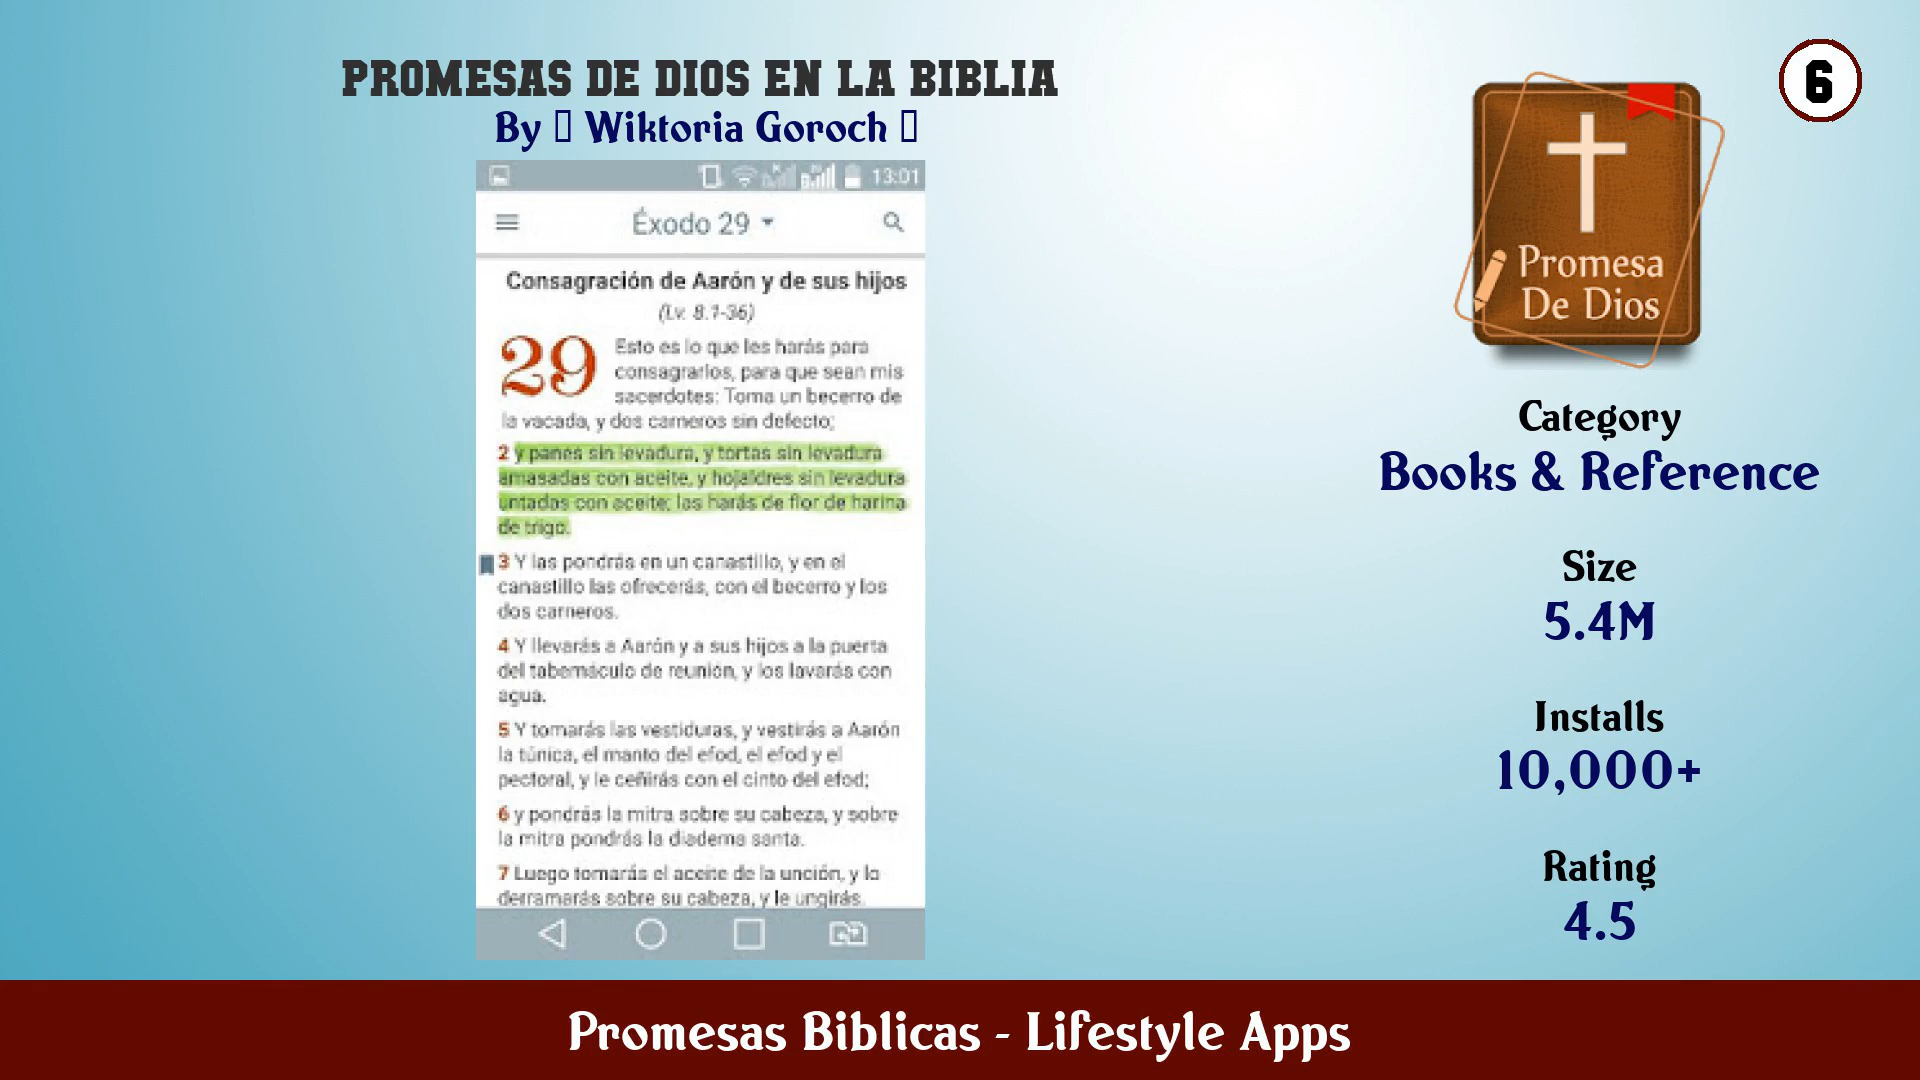 PROMESAS DE DIOS EN LA BIBLIA
By Wiktoria Goroch
6
13:01
Éxodo 29
Consagración de Aarón y de sus hijos
(Lv. 8.1-36)
29 Esto es lo que les harás para
consagrarlos, para que sean mis
sacerdotes: Toma un becerro de
la vacada, y dos carneros sin defecto;
2 y panes sin levadura, y tortas sin levadura
amasadas con aceite, y hojaldres sin levadura
untadas con aceite; las harás de flor de harina
de trigo.
3 Y las pondrás en un canastillo, y en el
canastillo las ofrecerás, con el becerro y los
dos carneros.
4 Y llevarás a Aarón y a sus hijos a la puerta
del tabernáculo de reunión, y los lavarás con
agua.
5 Y tomarás las vestiduras, y vestirás a Aarón
la túnica, el manto del efod, el efod y el
pectoral, y le ceñirás con el cinto del efod;
6 y pondrás la mitra sobre su cabeza, y sobre
la mitra pondrás la diadema santa.
7 Luego tomarás el aceite de la unción, y lo
derramarás sobre su cabeza, y le ungirás.
Promesa
De Dios
Category
Books & Reference
Size
5.4M
Installs
10,000+
Rating
4.5
Promesas Biblicas - Lifestyle Apps